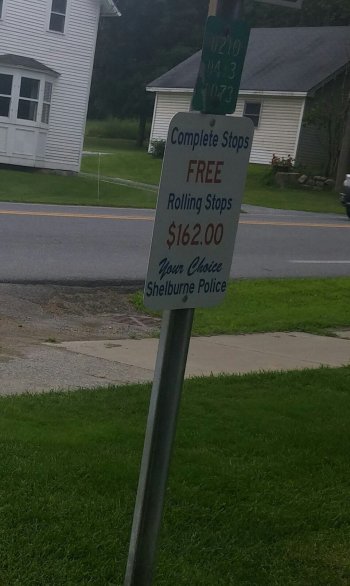 Complete Stops
FREE
Rolling Stops
$162.00
Your Choice
Shelburne Police